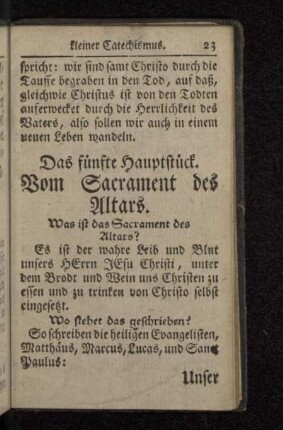 kleiner Catechismus. 23
spricht: wir sind samt Christo durch die
Tauffe begraben in den Tod, auf daß,
gleichwie Christus ist von den Todten
auferwecket durch die Herrlichkeit des
Vaters, also sollen wir auch in einem
neuen Leben wandeln.
Das fünfte Hauptstück.
Vom Sacrament des
Altars.
Was ist das Sacrament des
Altars?
Es ist der wahre Leib und Blut
unsers HErrn JEsu Christi, unter
dem Brodt und Wein uns Christen zu
essen und zu trinken von Christo selbst
eingesetzt.
Wo stehet das geschrieben?
So schreiben die heiligen Evangelisten,
Matthäus, Marcus, Lucas, und Sanct
Paulus:
Unser